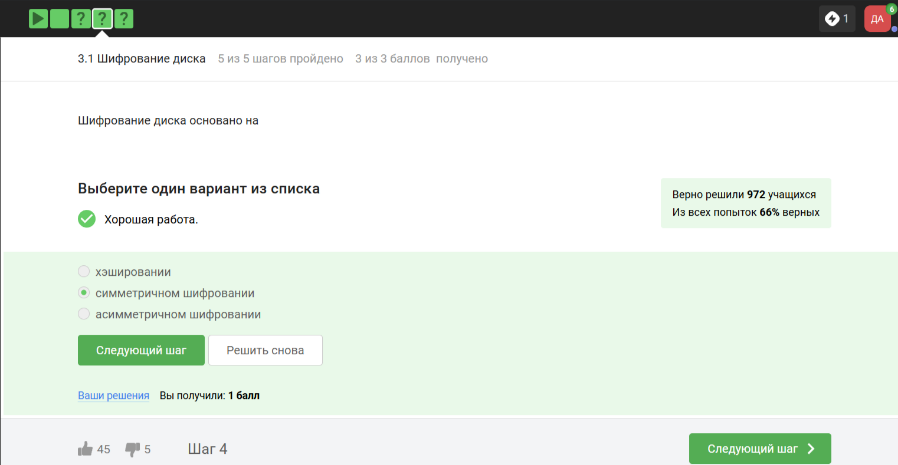 ? ? ?
1
ДА
6
3.1 Шифрование диска 5 из 5 шагов пройдено 3 из 3 баллов получено
Шифрование диска основано на
Выберите один вариант из списка
Верно решили 972 учащихся
Из всех попыток 66% верных
Хорошая работа.
хэшировании
симметричном шифровании
асимметричном шифровании
Следующий шаг Решить снова
Ваши решения Вы получили: 1 балл
45 5 Шаг 4 Следующий шаг